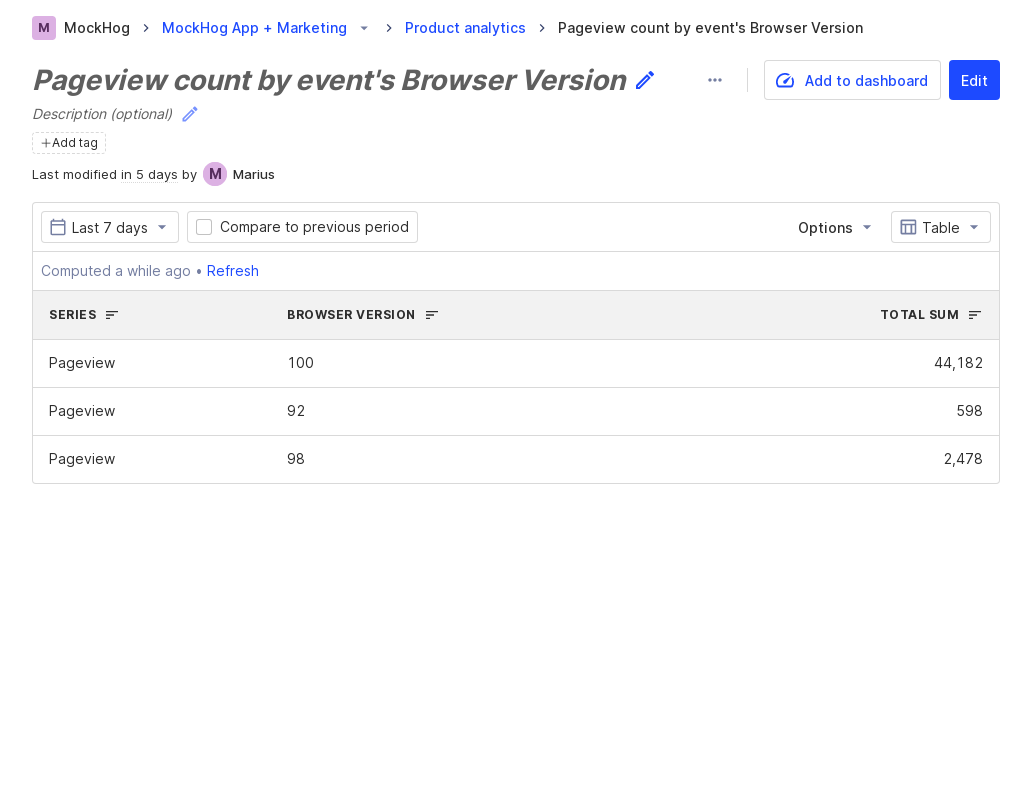 M MockHog MockHog App + Marketing Product analytics Pageview count by event's Browser Version
Pageview count by event's Browser Version Add to dashboard Edit
Description (optional)
+Add tag
Last modified in 5 days by M Marius
Last 7 days Compare to previous period Options Table
Computed a while ago • Refresh
SERIES BROWSER VERSION TOTAL SUM
Pageview 100 44,182
Pageview 92 598
Pageview 98 2,478